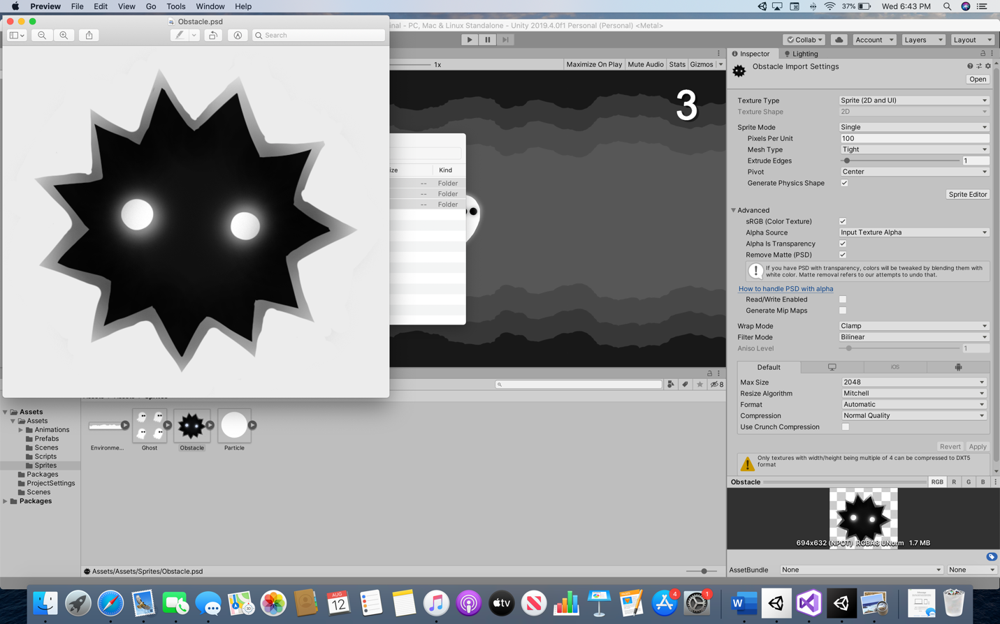 Preview File Edit View Go Tools Window Help
37% Wed 6:43 PM
Obstacle.psd
inal - PC, Mac & Linux Standalone - Unity 2019.4.0f1 Personal (Personal) <Metal>
Search
Collab Account Layers Layout
Inspector Lighting
1x Maximize On Play Mute Audio Stats Gizmos
Obstacle Import Settings
Open
3
Texture Type Sprite (2D and UI)
Texture Shape 2D
Sprite Mode Single
Pixels Per Unit 100
Mesh Type Tight
Extrude Edges 1
Pivot Center
Generate Physics Shape
Sprite Editor
ize Kind
-- Folder
-- Folder
-- Folder
Advanced
sRGB (Color Texture)
Alpha Source Input Texture Alpha
Alpha Is Transparency
Remove Matte (PSD)
If you have PSD with transparency, colors will be tweaked by blending them with
white color. Matte removal refers to our attempts to undo that.
How to handle PSD with alpha
Read/Write Enabled
Generate Mip Maps
Wrap Mode Clamp
Filter Mode Bilinear
Aniso Level 1
Default iOS
Max Size 2048
Resize Algorithm Mitchell
Format Automatic
Compression Normal Quality
Use Crunch Compression
Revert Apply
Only textures with width/height being multiple of 4 can be compressed to DXT5
format
8
Assets
Assets
Animations
Prefabs
Scenes
Scripts
Sprites
Packages
ProjectSettings
Scenes
Packages
Environme... Ghost Obstacle Particle
Assets/Assets/Sprites/Obstacle.psd
Obstacle RGB R G B
694x632 (NPOT) RGBA8 UNorm 1.7 MB
AssetBundle None None
AUG
12
tv
4
1
W